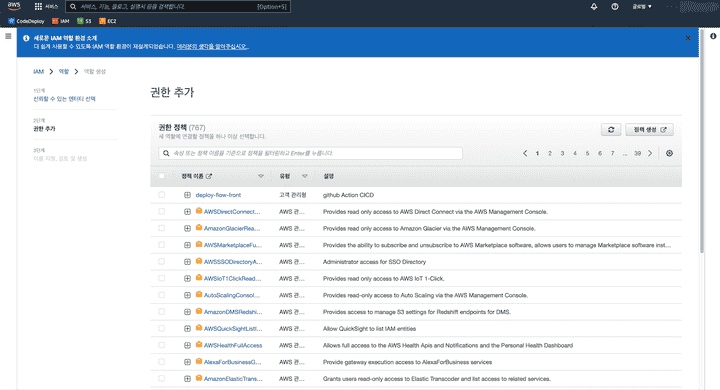 aws
서비스
서비스, 기능, 블로그, 설명서 등을 검색합니다.
[Option+S]
글로벌
CodeDeploy
IAM
S3
EC2
새로운 IAM 역할 환경 소개
더 쉽게 사용할 수 있도록 IAM 역할 환경이 재설계되었습니다. 여러분의 생각을 알려주십시오.
IAM
역할
역할 생성
1단계
신뢰할 수 있는 엔터티 선택
2단계
권한 추가
3단계
이름 지정, 검토 및 생성
권한 추가
권한 정책 (767)
새 역할에 연결할 정책을 하나 이상 선택합니다.
정책 생성
속성 또는 정책 이름을 기준으로 정책을 필터링하고 Enter를 누릅니다.
1 2 3 4 5 6 7 ... 39
정책 이름 유형 설명
deploy-flow-front 고객 관리형 github Action CICD
AWSDirectConnect... AWS 관... Provides read only access to AWS Direct Connect via the AWS Management Console.
AmazonGlacierRea... AWS 관... Provides read only access to Amazon Glacier via the AWS Management Console.
AWSMarketplaceFu... AWS 관... Provides the ability to subscribe and unsubscribe to AWS Marketplace software, allows users to manage Marketplace software inst...
AWSSSODirectoryA... AWS 관... Administrator access for SSO Directory
AWSIoT1ClickRead... AWS 관... Provides read only access to AWS IoT 1-Click.
AutoScalingConsol... AWS 관... Provides read-only access to Auto Scaling via the AWS Management Console.
AmazonDMSRedshi... AWS 관... Provides access to manage S3 settings for Redshift endpoints for DMS.
AWSQuickSightListI... AWS 관... Allow QuickSight to list IAM entities
AWSHealthFullAccess AWS 관... Allows full access to the AWS Health Apis and Notifications and the Personal Health Dashboard
AlexaForBusinessG... AWS 관... Provide gateway execution access to AlexaForBusiness services
AmazonElasticTrans... AWS 관... Grants users read-only access to Elastic Transcoder and list access to related services.